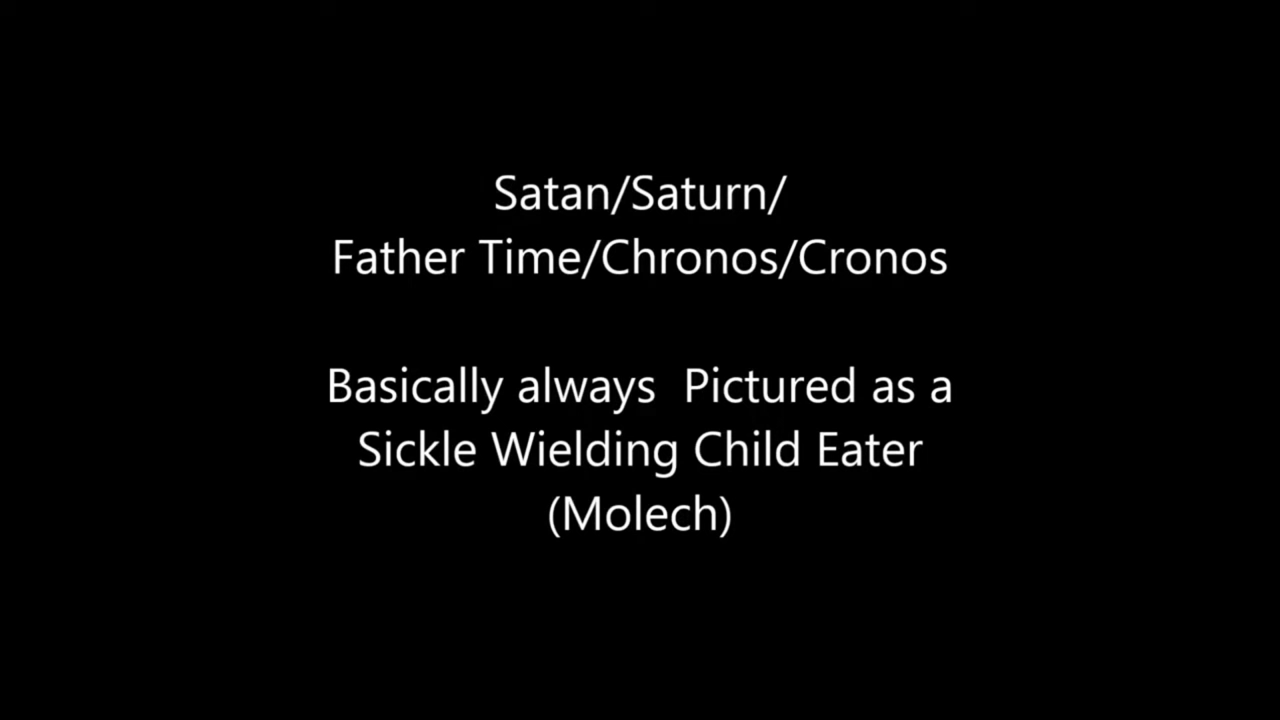 Satan/Saturn/
Father Time/Chronos/Cronos
Basically always  Pictured as a
Sickle Wielding Child Eater
(Molech)